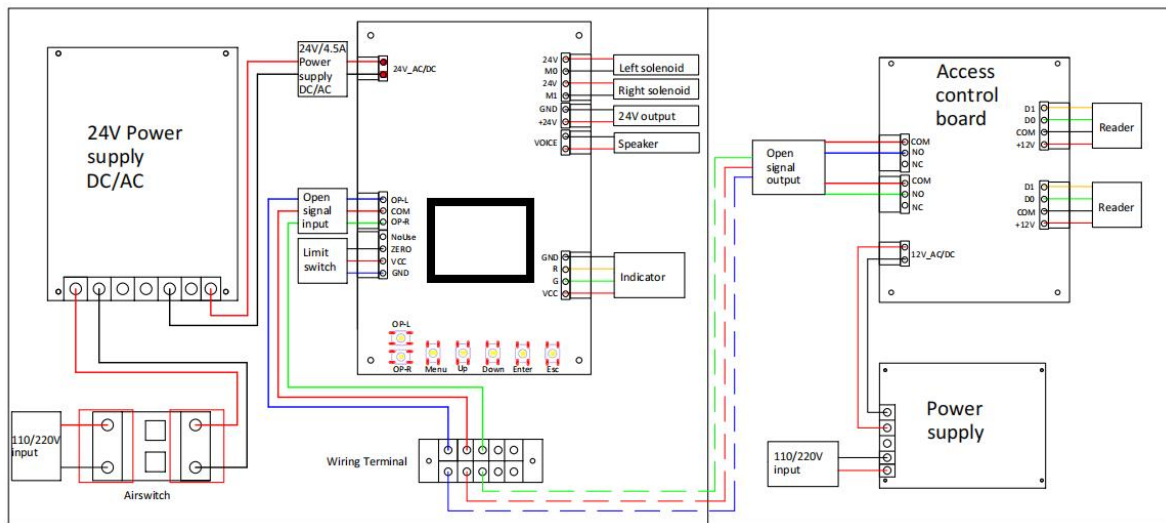 24V Power
supply
DC/AC
24V/4.5A
Power
supply
DC/AC
24V_AC/DC
24V
M0
24V
M1
GND
+24V
VOICE
Left solenoid
Right solenoid
24V output
Speaker
Open
signal
input
OP-L
COM
OP-R
Limit
switch
NoUse
ZERO
VCC
GND
GND
R
G
VCC
Indicator
OP-L
OP-R
Menu
Up
Down
Enter
Esc
110/220V
input
Airswitch
Wiring Terminal
Open
signal
output
Access
control
board
COM
NO
NC
COM
NO
NC
12V_AC/DC
D1
D0
COM
+12V
Reader
D1
D0
COM
+12V
Reader
Power
supply
110/220V
input